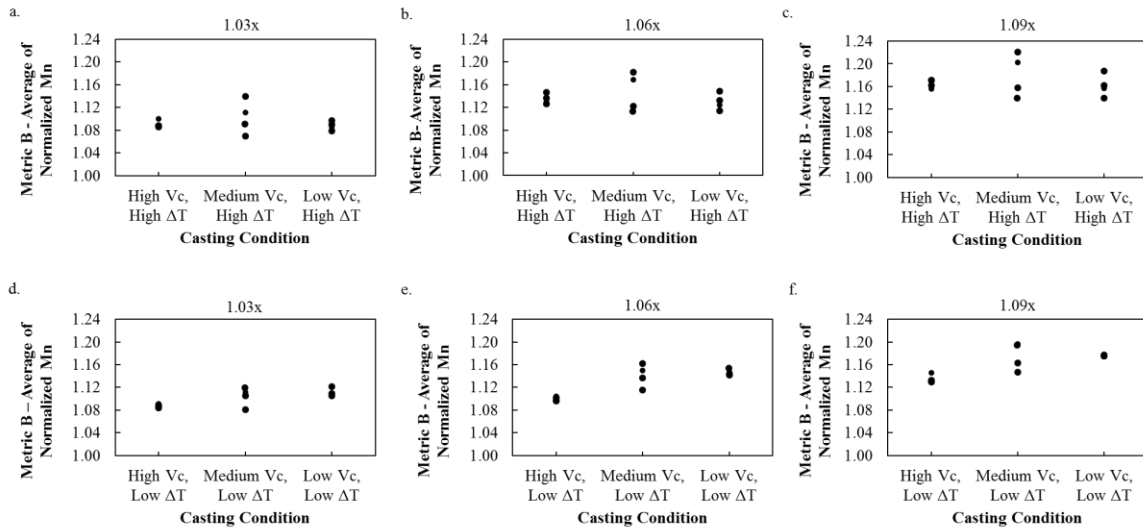 a.
1.03x
Metric B - Average of
Normalized Mn
1.24
1.20
1.16
1.12
1.08
1.04
1.00
High Vc, Medium Vc, Low Vc,
High ΔT High ΔT High ΔT
Casting Condition
b.
1.06x
Metric B- Average of
Normalized Mn
1.24
1.20
1.16
1.12
1.08
1.04
1.00
High Vc, Medium Vc, Low Vc,
High ΔT High ΔT High ΔT
Casting Condition
c.
1.09x
Metric B - Average of
Normalized Mn
1.24
1.20
1.16
1.12
1.08
1.04
1.00
High Vc, Medium Vc, Low Vc,
High ΔT High ΔT High ΔT
Casting Condition
d.
1.03x
Metric B – Average of
Normalized Mn
1.24
1.20
1.16
1.12
1.08
1.04
1.00
High Vc, Medium Vc, Low Vc,
Low ΔT Low ΔT Low ΔT
Casting Condition
e.
1.06x
Metric B - Average of
Normalized Mn
1.24
1.20
1.16
1.12
1.08
1.04
1.00
High Vc, Medium Vc, Low Vc,
Low ΔT Low ΔT Low ΔT
Casting Condition
f.
1.09x
Metric B - Average of
Normalized Mn
1.24
1.20
1.16
1.12
1.08
1.04
1.00
High Vc, Medium Vc, Low Vc,
Low ΔT Low ΔT Low ΔT
Casting Condition